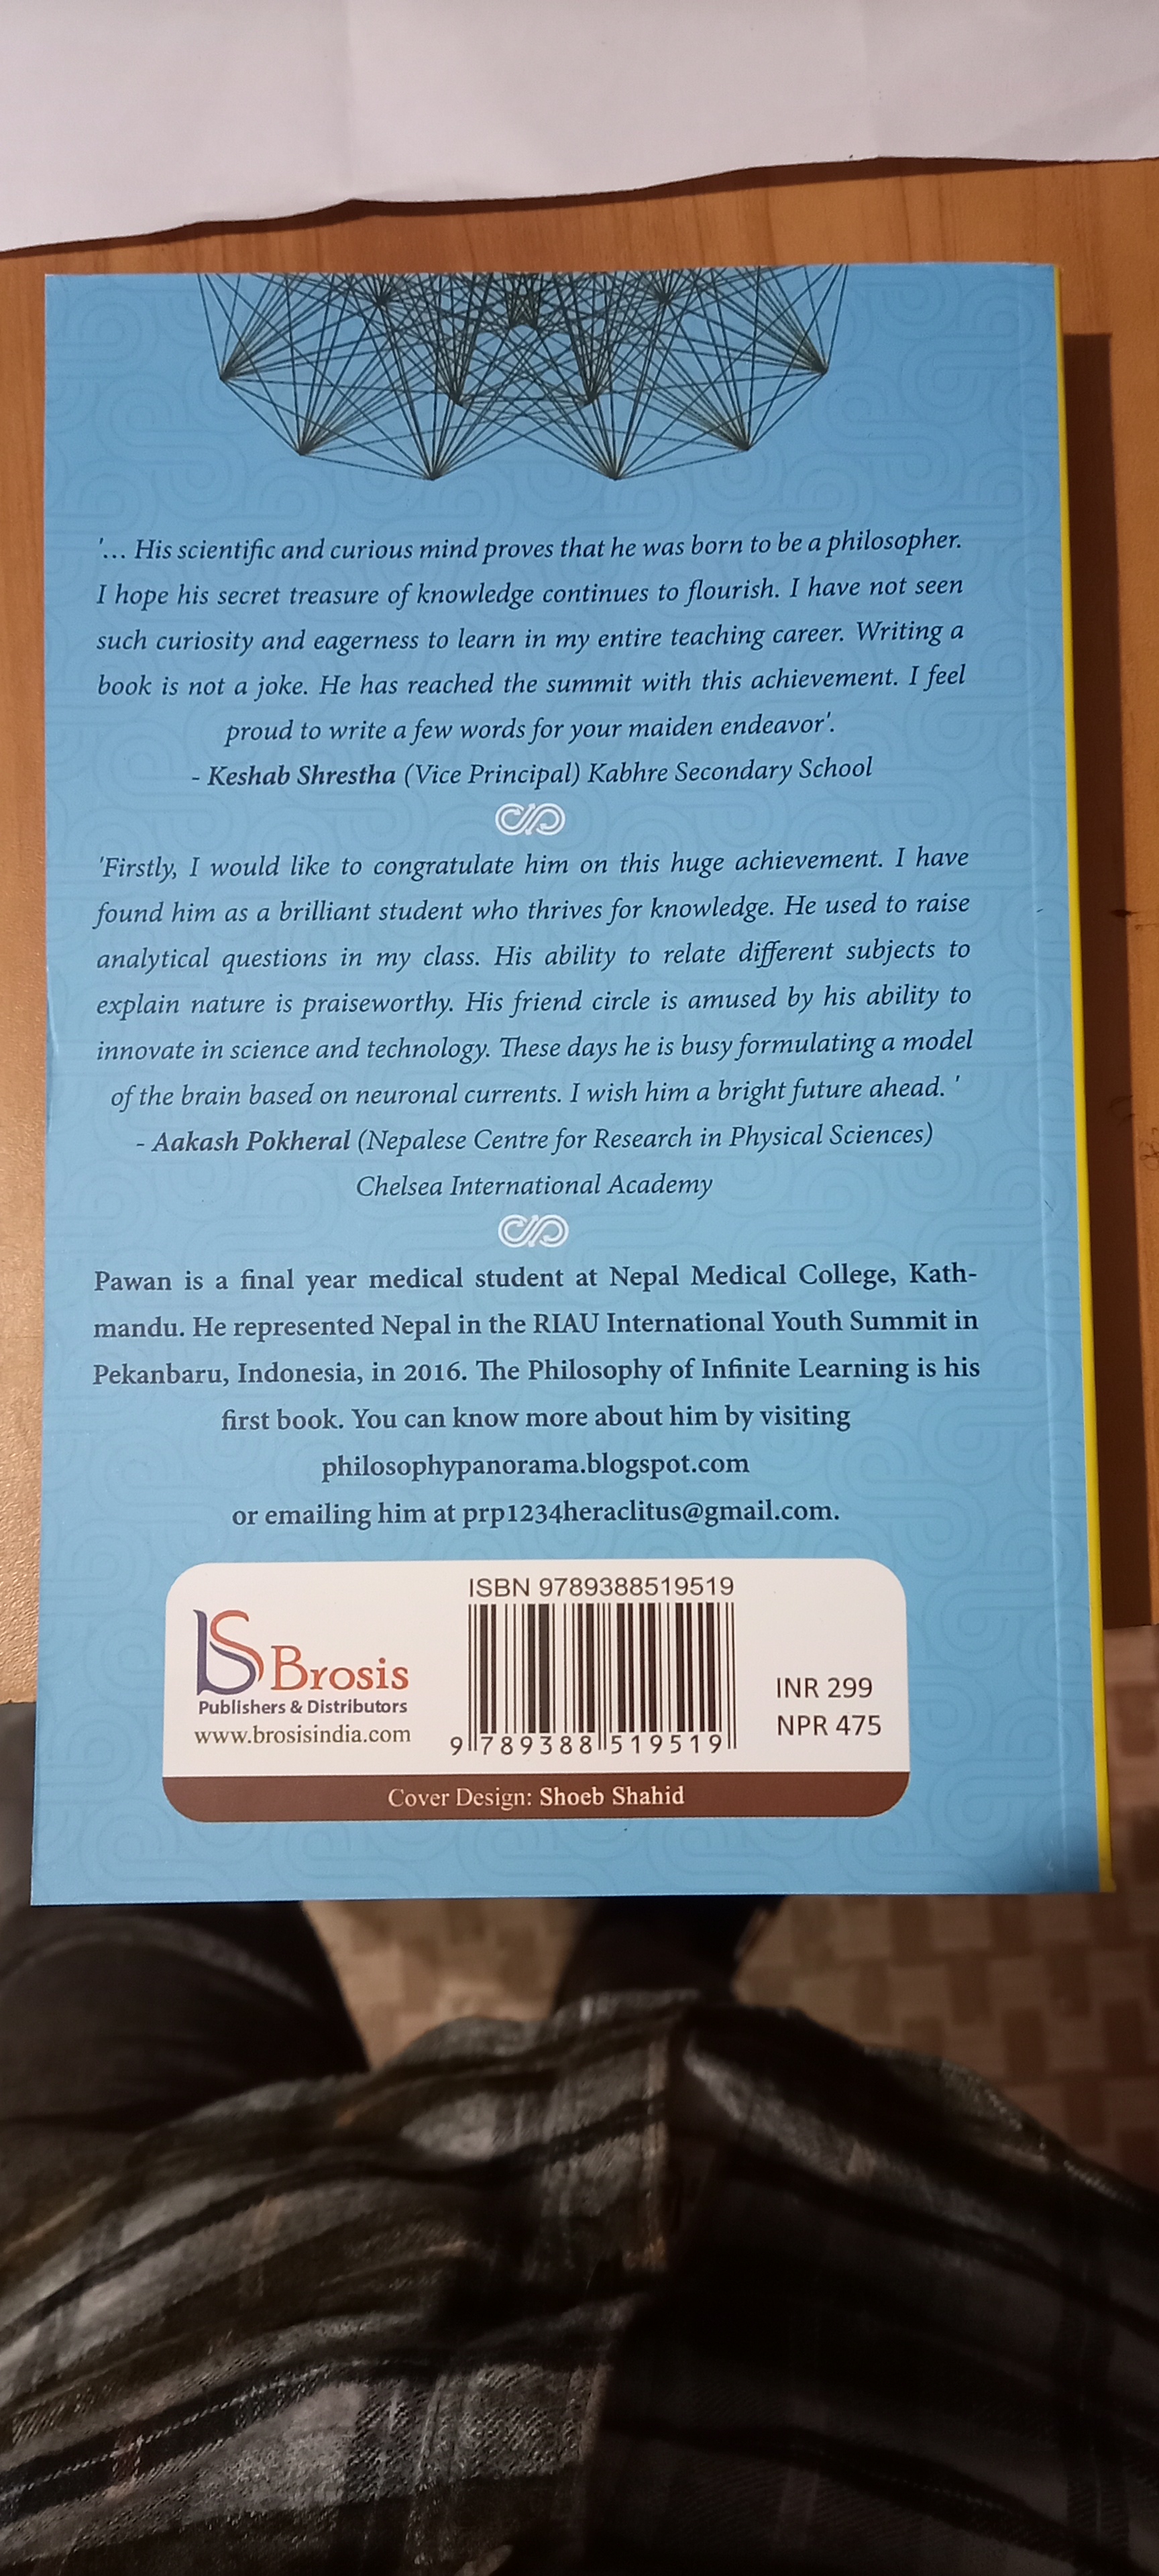 '... His scientific and curious mind proves that he was born to be a philosopher.
I hope his secret treasure of knowledge continues to flourish. I have not seen
such curiosity and eagerness to learn in my entire teaching career. Writing a
book is not a joke. He has reached the summit with this achievement. I feel
proud to write a few words for your maiden endeavor'.
- Keshab Shrestha (Vice Principal) Kabhre Secondary School
'Firstly, I would like to congratulate him on this huge achievement. I have
found him as a brilliant student who thrives for knowledge. He used to raise
analytical questions in my class. His ability to relate different subjects to
explain nature is praiseworthy. His friend circle is amused by his ability to
innovate in science and technology. These days he is busy formulating a model
of the brain based on neuronal currents. I wish him a bright future ahead. '
- Aakash Pokheral (Nepalese Centre for Research in Physical Sciences)
Chelsea International Academy
Pawan is a final year medical student at Nepal Medical College, Kath-
mandu. He represented Nepal in the RIAU International Youth Summit in
Pekanbaru, Indonesia, in 2016. The Philosophy of Infinite Learning is his
first book. You can know more about him by visiting
philosophypanorama.blogspot.com
or emailing him at prp1234heraclitus@gmail.com.
BS Brosis
Publishers & Distributors
www.brosisindia.com
ISBN 9789388519519
9 789388 519519
INR 299
NPR 475
Cover Design: Shoeb Shahid